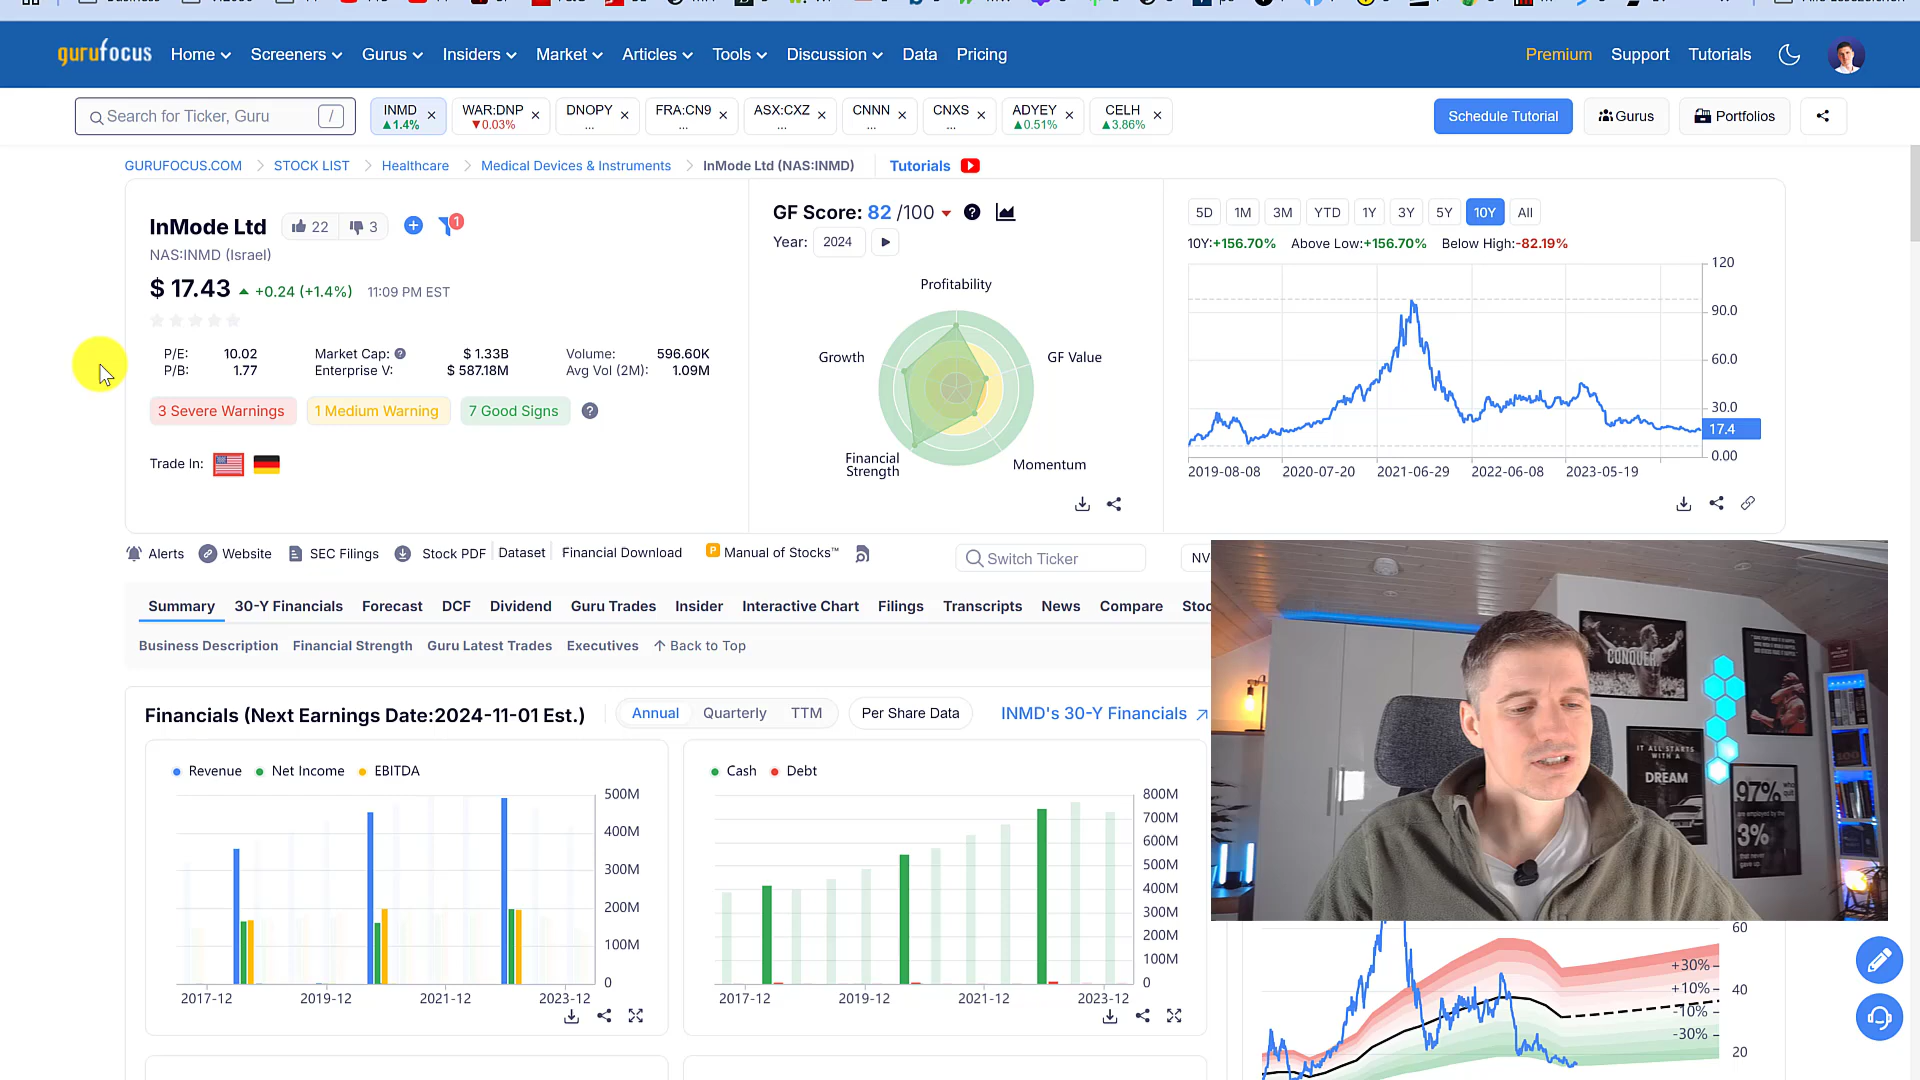 gurufocus Home Screeners Gurus Insiders Market Articles Tools Discussion Data Pricing Premium Support Tutorials
Search for Ticker, Guru /
INMD 1.4%
WAR:DNP 0.03%
DNOPY ...
FRA:CN9 ...
ASX:CXZ ...
CNNN ...
CNXS ...
ADYEY 0.51%
CELH 3.86%
Schedule Tutorial Gurus Portfolios
GURUFOCUS.COM STOCK LIST Healthcare Medical Devices & Instruments InMode Ltd (NAS:INMD) Tutorials
InMode Ltd 22 3 1
NAS:INMD (Israel)
$ 17.43 +0.24 (+1.4%) 11:09 PM EST
P/E: 10.02 Market Cap: $ 1.33B Volume: 596.60K
P/B: 1.77 Enterprise V: $ 587.18M Avg Vol (2M): 1.09M
3 Severe Warnings 1 Medium Warning 7 Good Signs
Trade In:
GF Score: 82 /100
Year: 2024
Profitability
Growth
GF Value
Financial
Strength
Momentum
5D 1M 3M YTD 1Y 3Y 5Y 10Y All
10Y:+156.70% Above Low:+156.70% Below High:-82.19%
120
90.0
60.0
30.0
17.4
0.00
2019-08-08 2020-07-20 2021-06-29 2022-06-08 2023-05-19
Alerts Website SEC Filings Stock PDF Dataset Financial Download P Manual of Stocks™ Switch Ticker NV
Summary 30-Y Financials Forecast DCF Dividend Guru Trades Insider Interactive Chart Filings Transcripts News Compare Stoc
Business Description Financial Strength Guru Latest Trades Executives Back to Top
Financials (Next Earnings Date:2024-11-01 Est.) Annual Quarterly TTM Per Share Data INMD's 30-Y Financials
Revenue Net Income EBITDA
500M
400M
300M
200M
100M
0
2017-12 2019-12 2021-12 2023-12
Cash Debt
800M
700M
600M
500M
400M
300M
200M
100M
0
2017-12 2019-12 2021-12 2023-12
CONQUER.
IT ALL STARTS
WITH A
DREAM
97%
3%
60
+30%
+10%
40
-10%
-30%
20